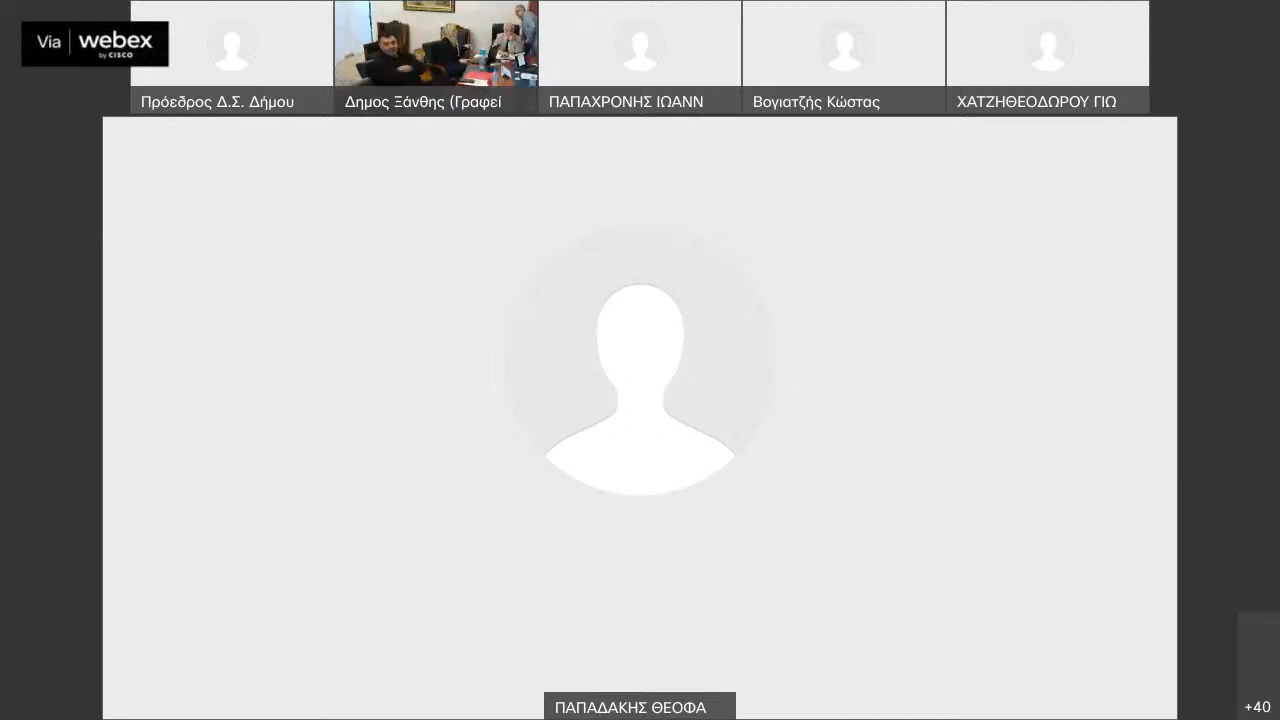 Via webex
by CISCO
Πρόεδρος Δ.Σ. Δήμου
Δημος Ξάνθης (Γραφεί
ΠΑΠΑΧΡΟΝΗΣ ΙΩΑΝΝ
Βογιατζής Κώστας
ΧΑΤΖΗΘΕΟΔΩΡΟΥ ΓΙΩ
ΠΑΠΑΔΑΚΗΣ ΘΕΟΦΑ
+40